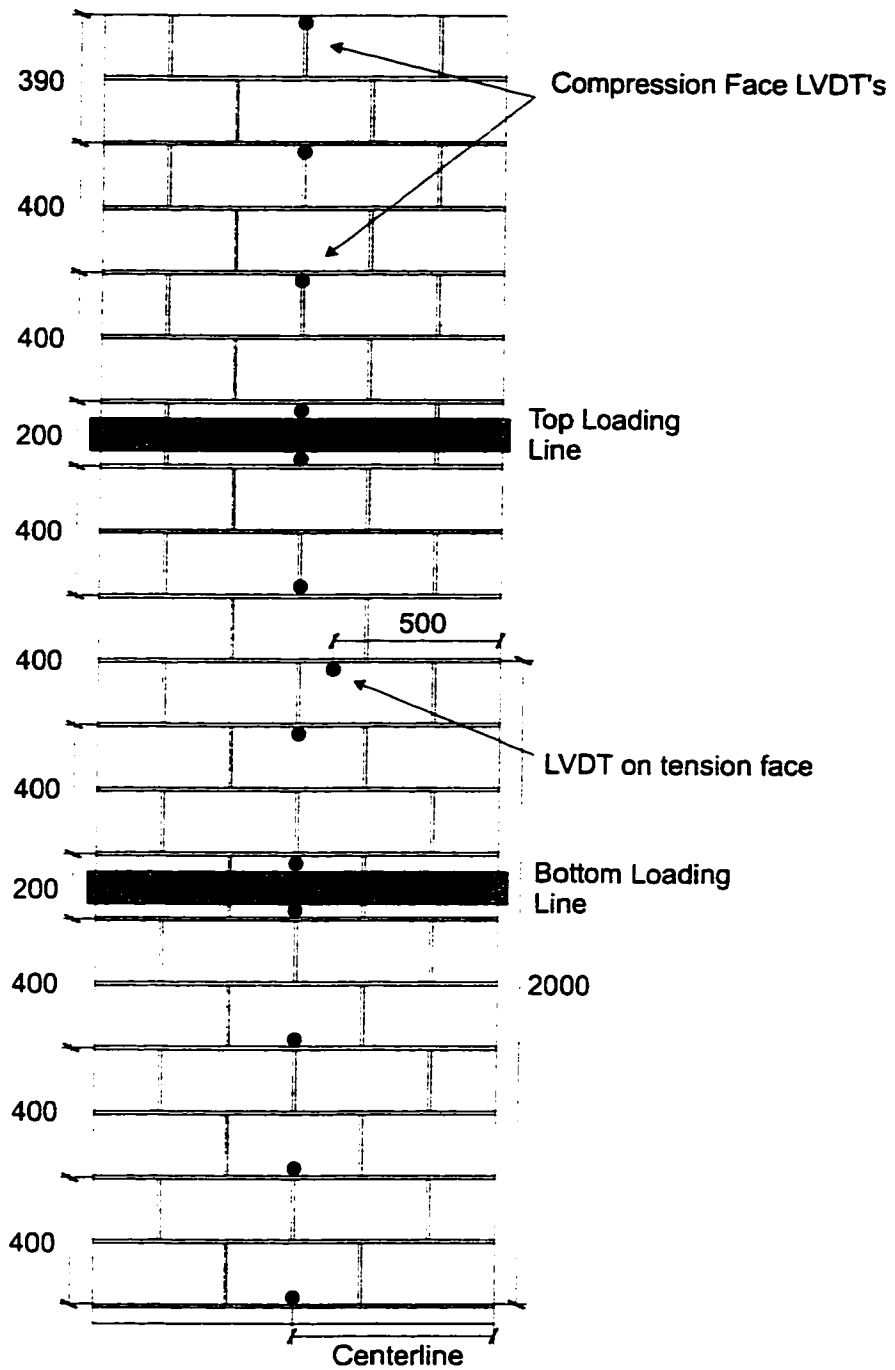 390
Compression Face LVDT's
400
400
200
Top Loading
Line
400
500
400
LVDT on tension face
400
200
Bottom Loading
Line
400
2000
400
400
Centerline